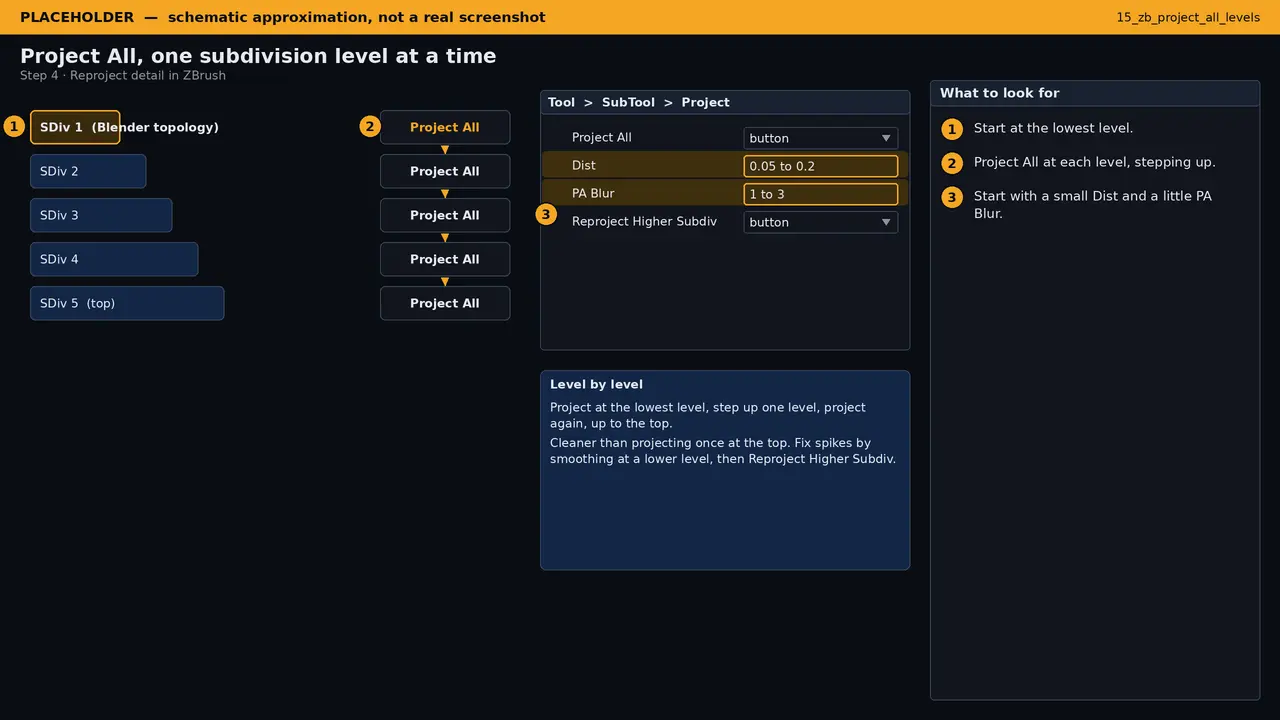 PLACEHOLDER — schematic approximation, not a real screenshot
15_zb_project_all_levels
Project All, one subdivision level at a time
Step 4 · Reproject detail in ZBrush
1
SDiv 1 (Blender topology)
SDiv 2
SDiv 3
SDiv 4
SDiv 5 (top)
2
Project All
Project All
Project All
Project All
Project All
Tool > SubTool > Project
Project All
button
Dist
0.05 to 0.2
PA Blur
1 to 3
3
Reproject Higher Subdiv
button
Level by level
Project at the lowest level, step up one level, project
again, up to the top.
Cleaner than projecting once at the top. Fix spikes by
smoothing at a lower level, then Reproject Higher Subdiv.
What to look for
1 Start at the lowest level.
2 Project All at each level, stepping up.
3 Start with a small Dist and a little PA
Blur.